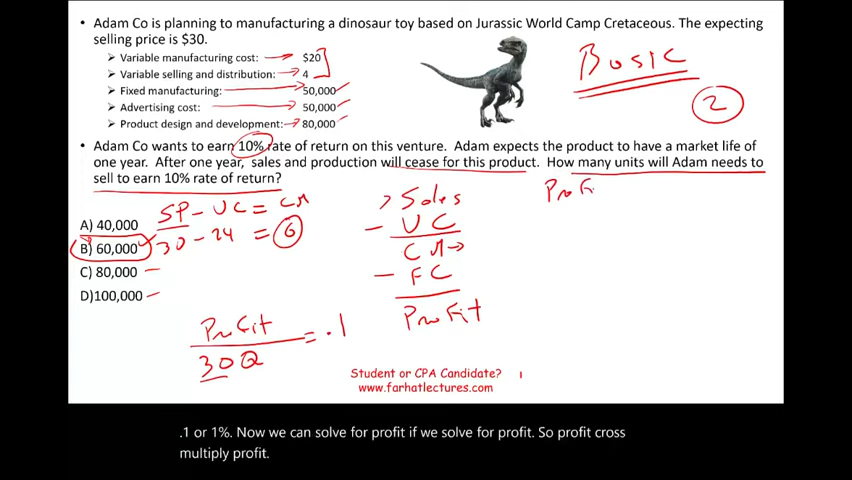 • Adam Co is planning to manufacturing a dinosaur toy based on Jurassic World Camp Cretaceous. The expecting
selling price is $30.
➢ Variable manufacturing cost: $20
➢ Variable selling and distribution: 4
➢ Fixed manufacturing: 50,000
➢ Advertising cost: 50,000
➢ Product design and development: 80,000
Basic
2
• Adam Co wants to earn 10% rate of return on this venture. Adam expects the product to have a market life of
one year. After one year, sales and production will cease for this product. How many units will Adam needs to
sell to earn 10% rate of return?
A) 40,000
B) 60,000
C) 80,000
D)100,000
SP - VC = CM
30 - 24 = 6
Sales
- VC
CM
- FC
Profit
Profi
Profit
30Q
= .1
Student or CPA Candidate?
www.farhatlectures.com
.1 or 1%. Now we can solve for profit if we solve for profit. So profit cross
multiply profit.